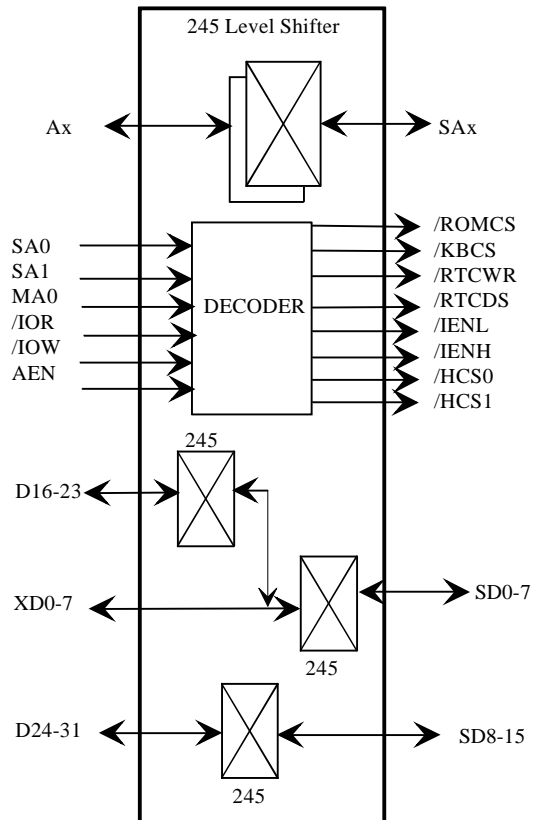 245 Level Shifter
Ax
SAx
SA0
SA1
MA0
/IOR
/IOW
AEN
DECODER
/ROMCS
/KBCS
/RTCWR
/RTCDS
/IENL
/IENH
/HCS0
/HCS1
245
D16-23
XD0-7
SD0-7
245
D24-31
SD8-15
245